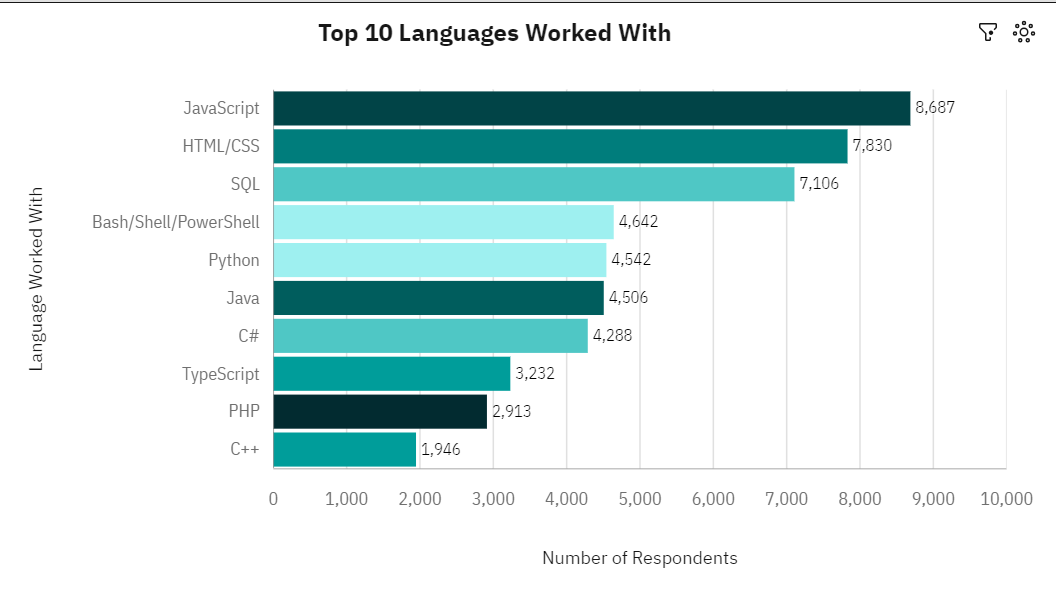 Top 10 Languages Worked With
Language Worked With
JavaScript 8,687
HTML/CSS 7,830
SQL 7,106
Bash/Shell/PowerShell 4,642
Python 4,542
Java 4,506
C# 4,288
TypeScript 3,232
PHP 2,913
C++ 1,946
0 1,000 2,000 3,000 4,000 5,000 6,000 7,000 8,000 9,000 10,000
Number of Respondents